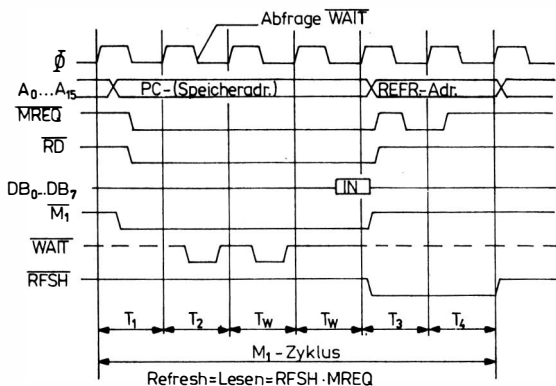 Abfrage WAIT
Φ
A0...A15
PC-(Speicheradr.)
REFR.-Adr.
MREQ
RD
DB0..DB7
IN
M1
WAIT
RFSH
T1 T2 TW TW T3 T4
M1-Zyklus
Refresh=Lesen=RFSH·MREQ